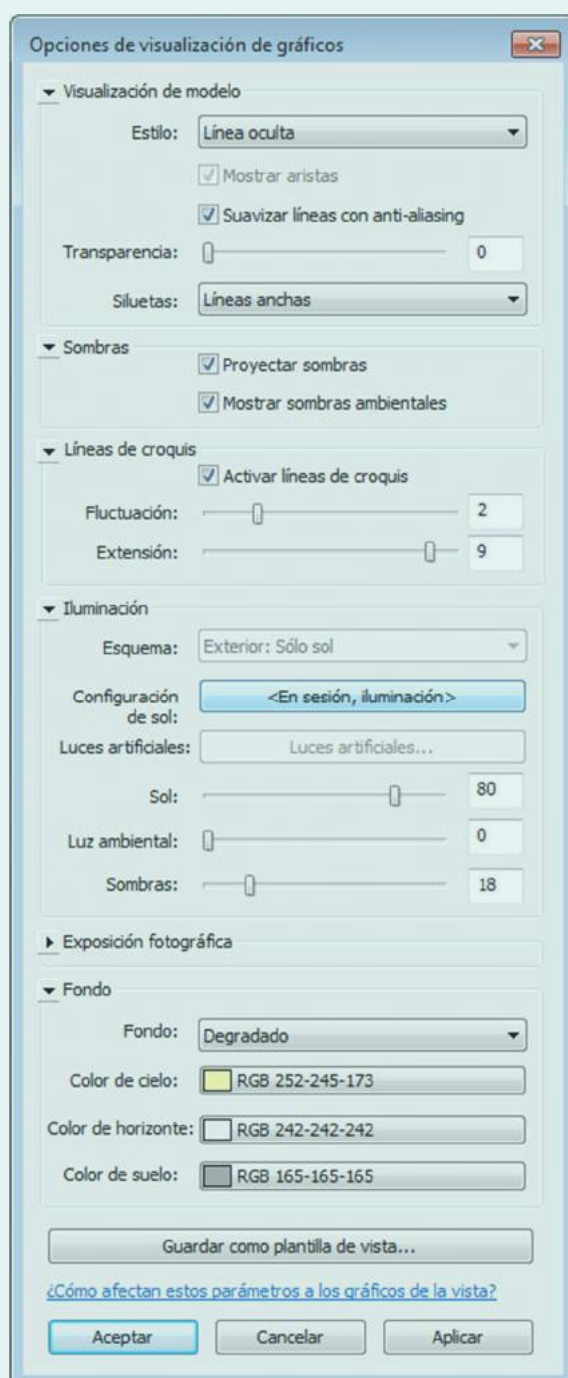 Opciones de visualización de gráficos
Visualización de modelo
Estilo: Línea oculta
Mostrar aristas
Suavizar líneas con anti-aliasing
Transparencia: 0
Siluetas: Líneas anchas
Sombras
Proyectar sombras
Mostrar sombras ambientales
Líneas de croquis
Activar líneas de croquis
Fluctuación: 2
Extensión: 9
Iluminación
Esquema: Exterior: Sólo sol
Configuración
de sol: <En sesión, iluminación>
Luces artificiales: Luces artificiales...
Sol: 80
Luz ambiental: 0
Sombras: 18
Exposición fotográfica
Fondo
Fondo: Degradado
Color de cielo: RGB 252-245-173
Color de horizonte: RGB 242-242-242
Color de suelo: RGB 165-165-165
Guardar como plantilla de vista...
¿Cómo afectan estos parámetros a los gráficos de la vista?
Aceptar Cancelar Aplicar